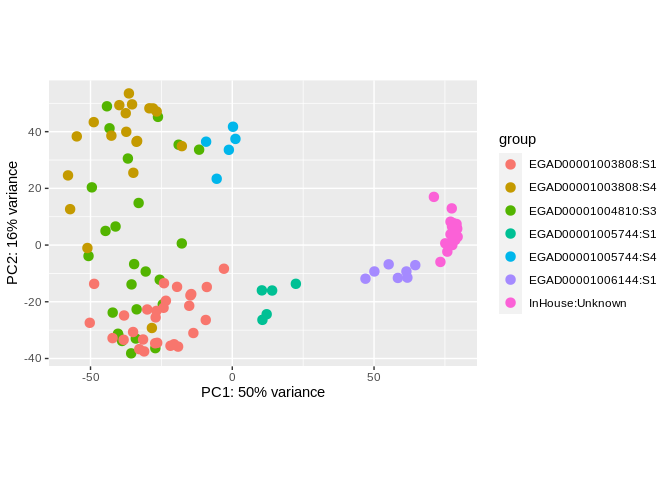 group
EGAD00001003808:S1
EGAD00001003808:S4
EGAD00001004810:S3
EGAD00001005744:S1
EGAD00001005744:S4
EGAD00001006144:S1
InHouse:Unknown
PC2: 16% variance
40
20
0
-20
-40
-50
0
50
PC1: 50% variance